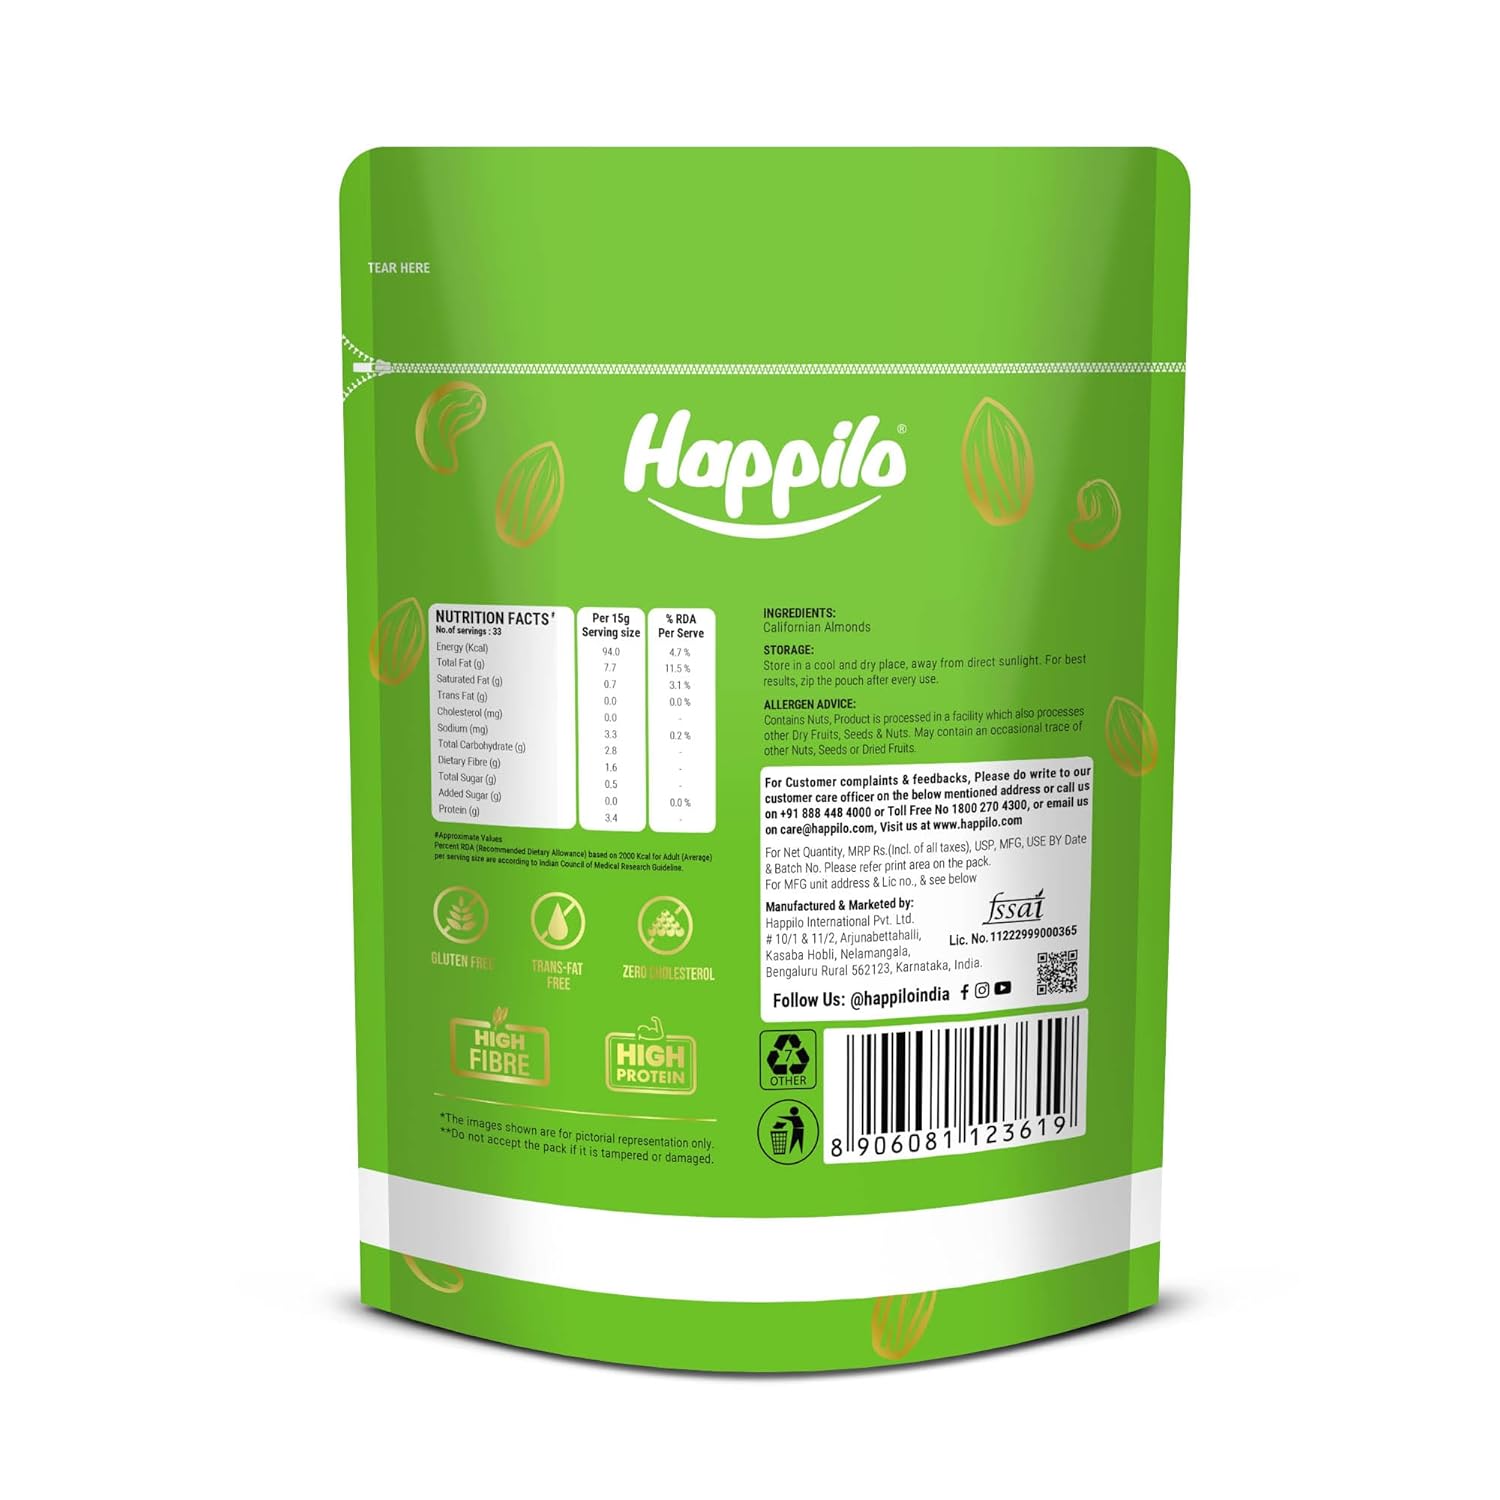 TEAR HERE
Happilo®
NUTRITION FACTS#
No.of servings : 33
Per 15g
Serving size
% RDA
Per Serve
Energy (Kcal) 94.0 4.7 %
Total Fat (g) 7.7 11.5 %
Saturated Fat (g) 0.7 3.1 %
Trans Fat (g) 0.0 0.0 %
Cholesterol (mg) 0.0 -
Sodium (mg) 3.3 0.2 %
Total Carbohydrate (g) 2.8 -
Dietary Fibre (g) 1.6 -
Total Sugar (g) 0.5 -
Added Sugar (g) 0.0 0.0 %
Protein (g) 3.4 -
#Approximate Values
Percent RDA (Recommended Dietary Allowance) based on 2000 Kcal for Adult (Average)
per serving size are according to Indian Council of Medical Research Guideline.
GLUTEN FREE
TRANS-FAT
FREE
ZERO CHOLESTEROL
HIGH
FIBRE
HIGH
PROTEIN
*The images shown are for pictorial representation only.
**Do not accept the pack if it is tampered or damaged.
INGREDIENTS:
Californian Almonds
STORAGE:
Store in a cool and dry place, away from direct sunlight. For best
results, zip the pouch after every use.
ALLERGEN ADVICE:
Contains Nuts, Product is processed in a facility which also processes
other Dry Fruits, Seeds & Nuts. May contain an occasional trace of
other Nuts, Seeds or Dried Fruits.
For Customer complaints & feedbacks, Please do write to our
customer care officer on the below mentioned address or call us
on +91 888 448 4000 or Toll Free No 1800 270 4300, or email us
on care@happilo.com, Visit us at www.happilo.com
For Net Quantity, MRP Rs.(Incl. of all taxes), USP, MFG, USE BY Date
& Batch No. Please refer print area on the pack.
For MFG unit address & Lic no., & see below
Manufactured & Marketed by:
Happilo International Pvt. Ltd.
# 10/1 & 11/2, Arjunabettahalli,
Kasaba Hobli, Nelamangala,
Bengaluru Rural 562123, Karnataka, India.
fssai
Lic. No. 11222999000365
Follow Us: @happiloindia
7
OTHER
8 906081 123619